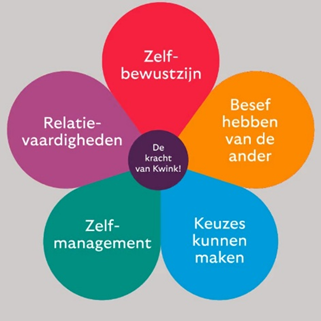 Zelf-
bewustzijn
Besef
hebben
van de
ander
Keuzes
kunnen
maken
Zelf-
management
Relatie-
vaardigheden
De
kracht
van Kwink!